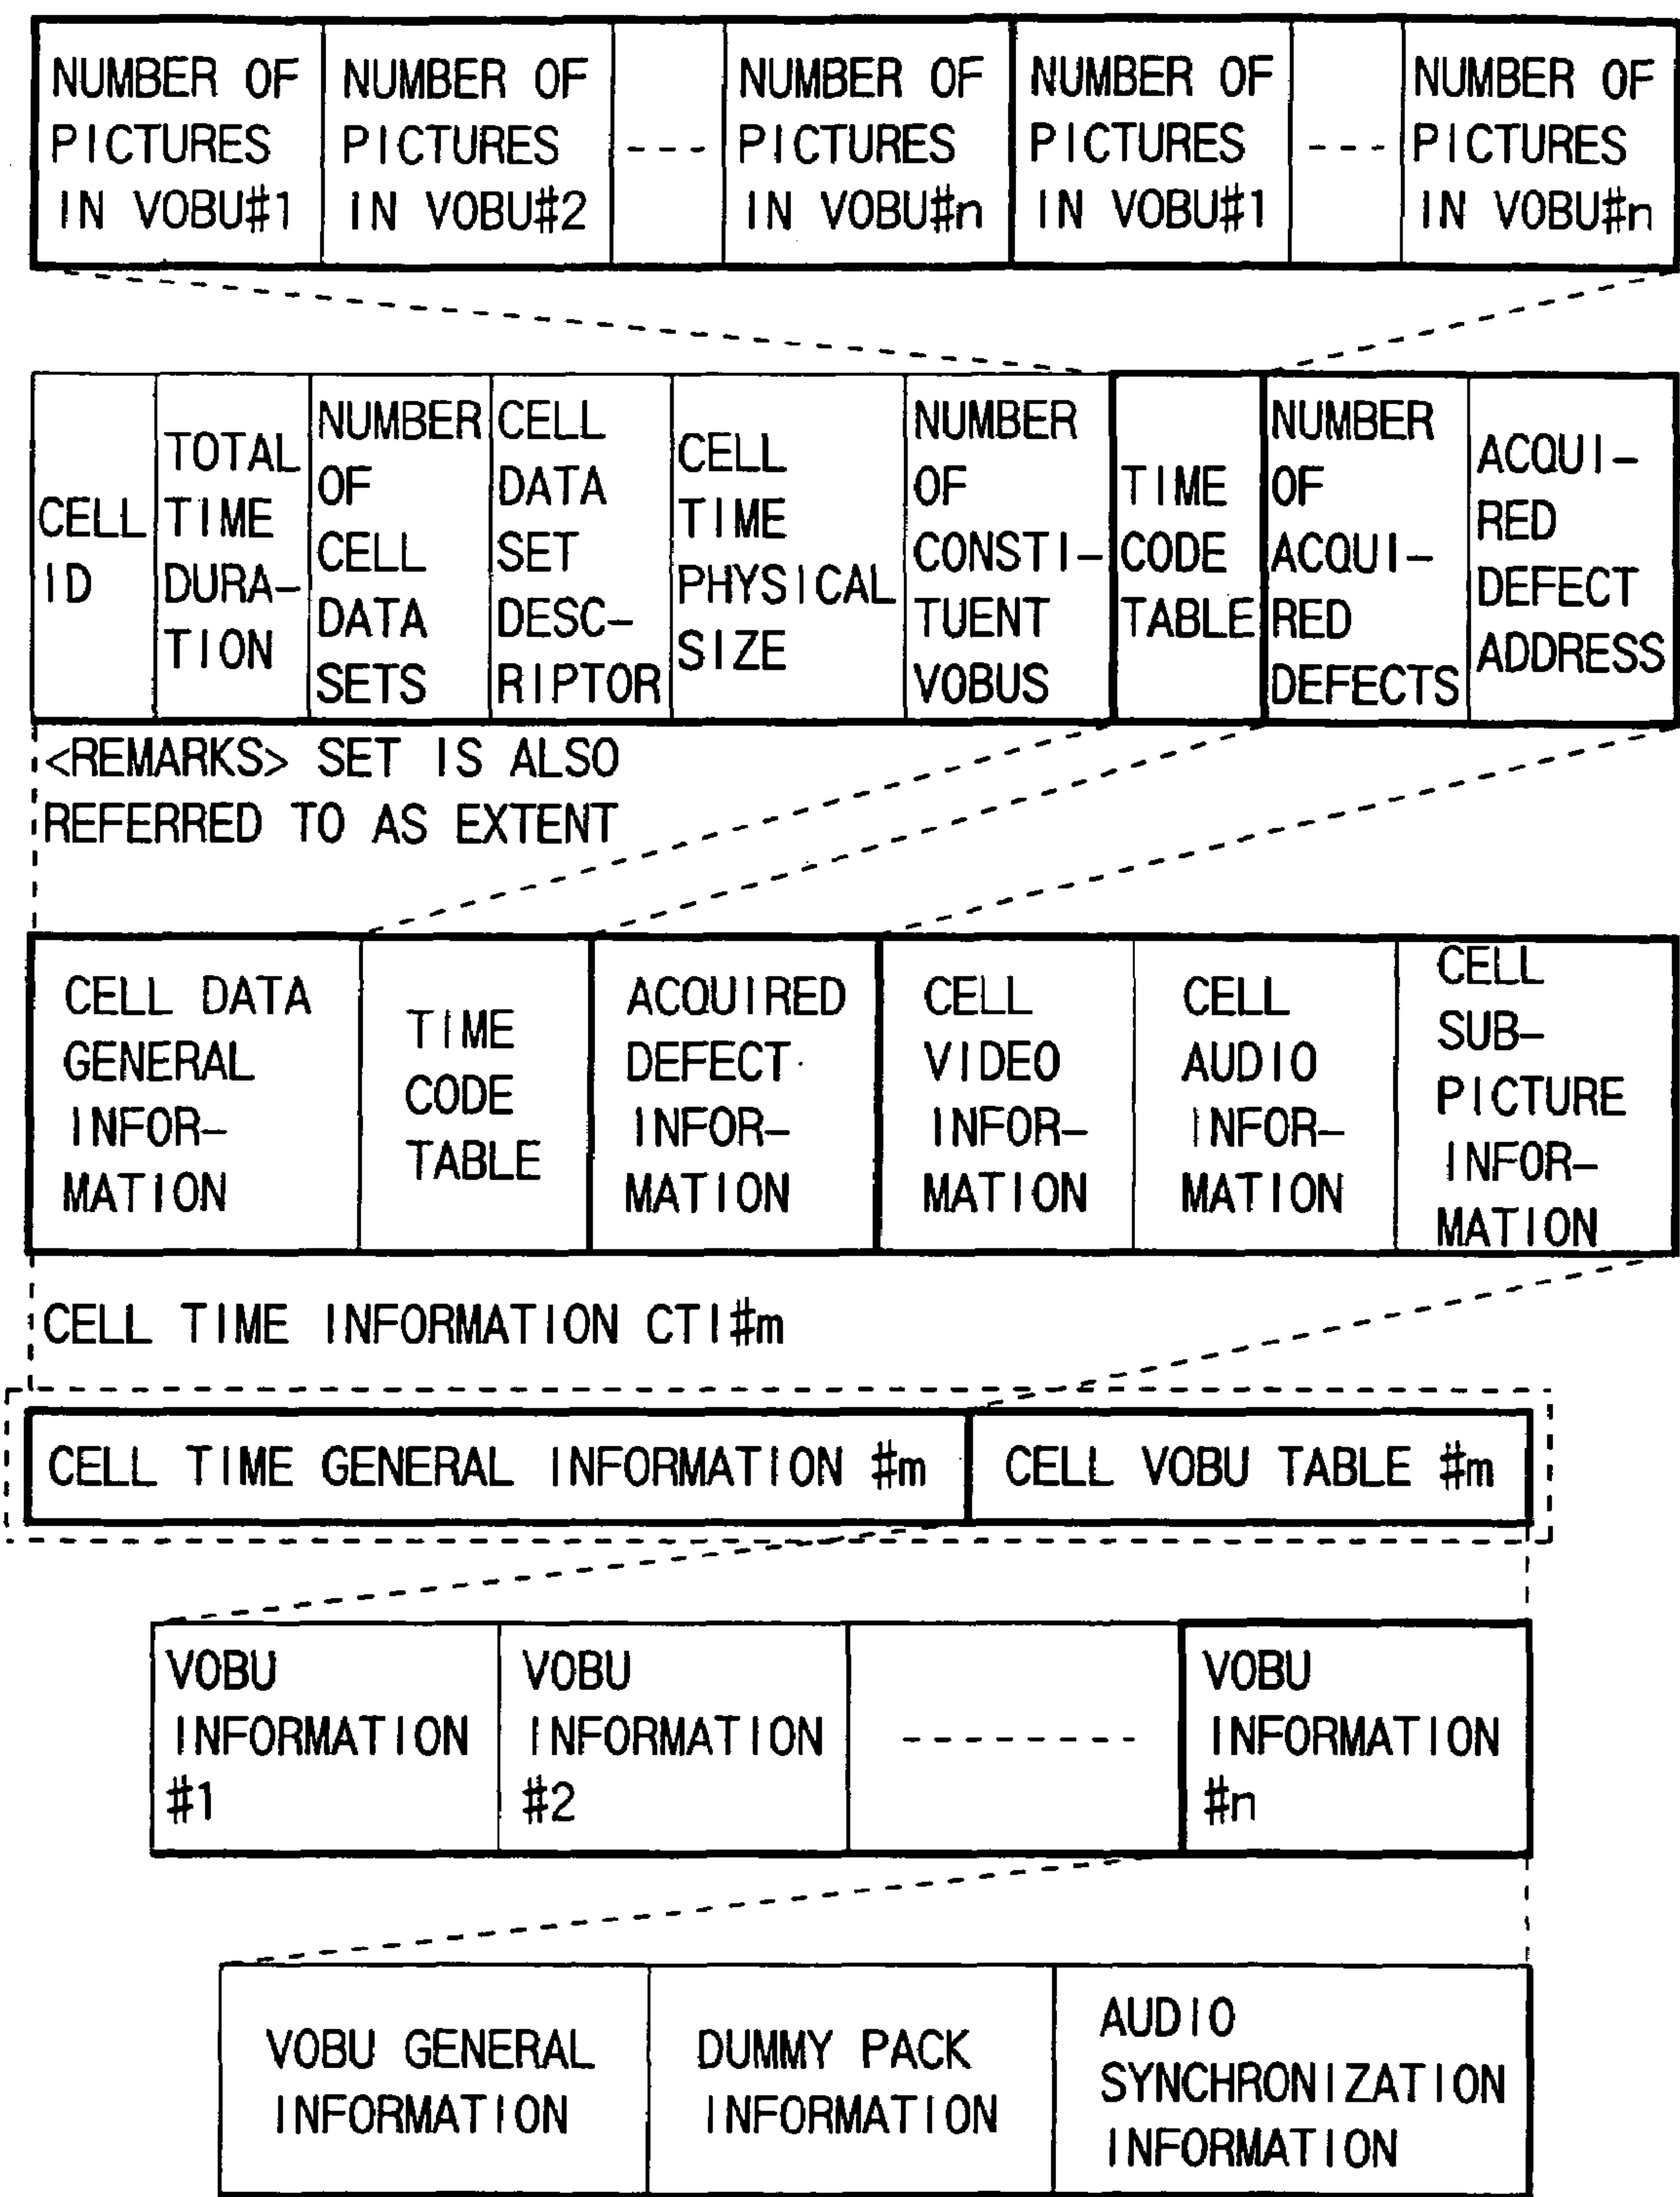 NUMBER OF
PICTURES
IN VOBU#1
NUMBER OF
PICTURES
IN VOBU#2
NUMBER OF
PICTURES
IN VOBU#n
NUMBER OF
PICTURES
IN VOBU#1
NUMBER OF
PICTURES
IN VOBU#n
CELL
ID
TOTAL
TIME
DURA-
TION
NUMBER
OF
CELL
DATA
SETS
CELL
DATA
SET
DESC-
RIPTOR
CELL
TIME
PHYSICAL
SIZE
NUMBER
OF
CONSTI-
TUENT
VOBUS
TIME
CODE
TABLE
NUMBER
OF
ACQUI-
RED
DEFECTS
ACQUI-
RED
DEFECT
ADDRESS
<REMARKS> SET IS ALSO
REFERRED TO AS EXTENT
CELL DATA
GENERAL
INFOR-
MATION
TIME
CODE
TABLE
ACQUIRED
DEFECT
INFOR-
MATION
CELL
VIDEO
INFOR-
MATION
CELL
AUDIO
INFOR-
MATION
CELL
SUB-
PICTURE
INFOR-
MATION
CELL TIME INFORMATION CTI#m
CELL TIME GENERAL INFORMATION #m
CELL VOBU TABLE #m
VOBU
INFORMATION
#1
VOBU
INFORMATION
#2
VOBU
INFORMATION
#n
VOBU GENERAL
INFORMATION
DUMMY PACK
INFORMATION
AUDIO
SYNCHRONIZATION
INFORMATION